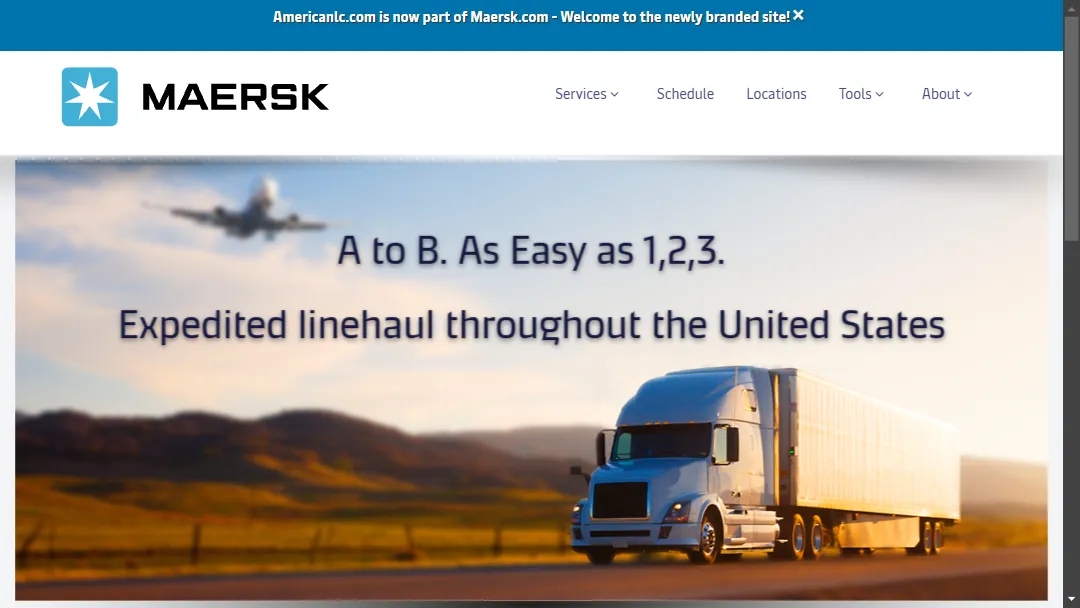 Americanlc.com is now part of Maersk.com - Welcome to the newly branded site! ×
MAERSK
Services
Schedule
Locations
Tools
About
A to B. As Easy as 1,2,3.
Expedited linehaul throughout the United States